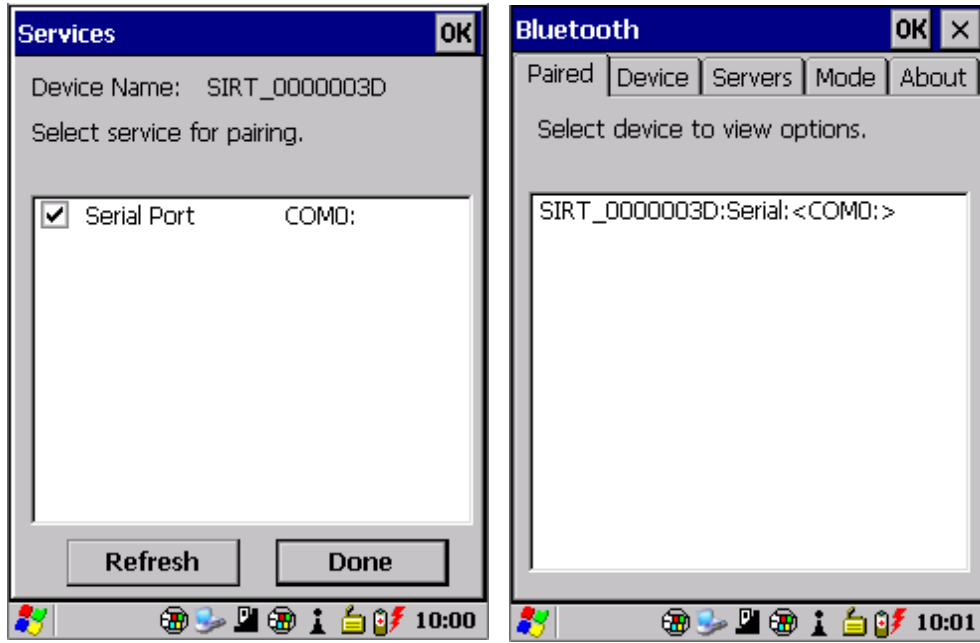 Services OK
Device Name: SIRT_0000003D
Select service for pairing.
Serial Port COM0:
Refresh Done
10:00
Bluetooth OK
Paired Device Servers Mode About
Select device to view options.
SIRT_0000003D:Serial:<COM0:>
10:01